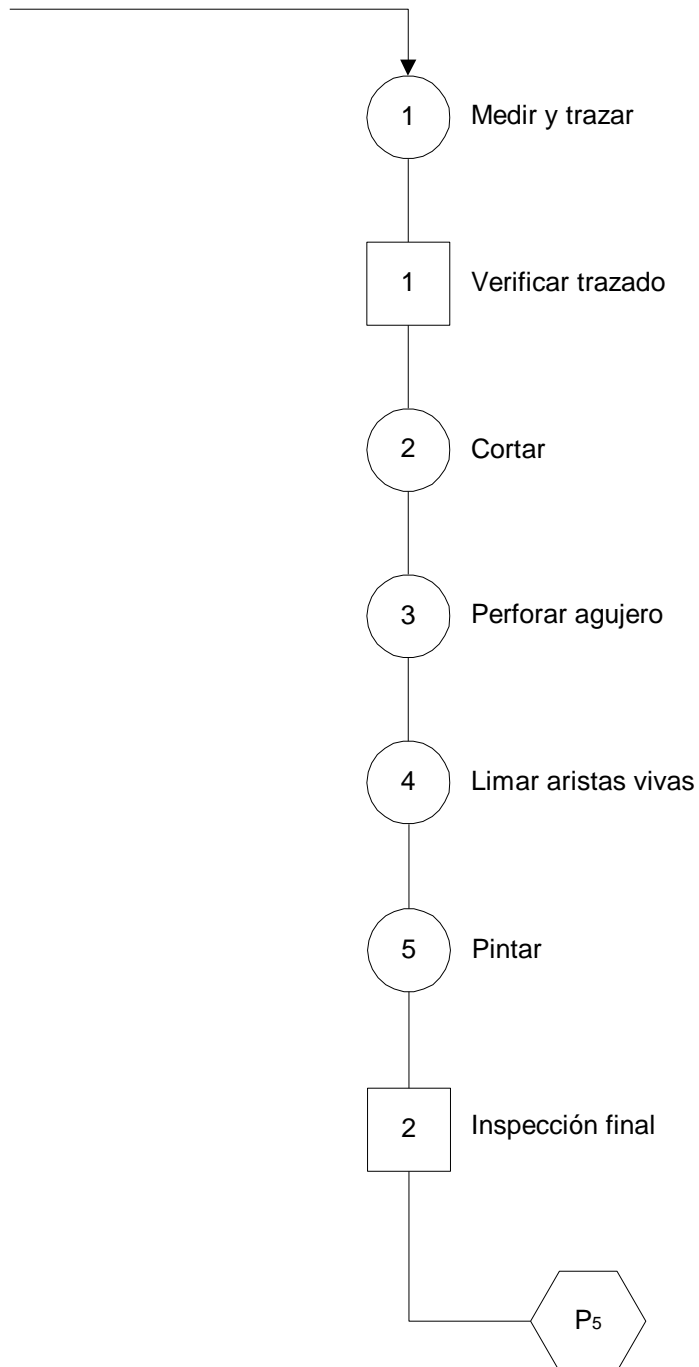 1 Medir y trazar
1 Verificar trazado
2 Cortar
3 Perforar agujero
4 Limar aristas vivas
5 Pintar
2 Inspección final
P5